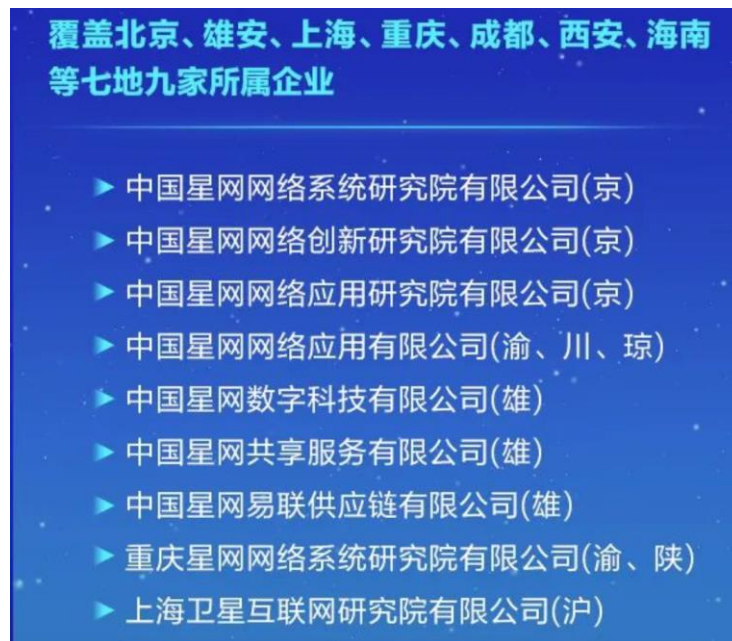 覆盖北京、雄安、上海、重庆、成都、西安、海南
等七地九家所属企业
中国星网网络系统研究院有限公司(京)
中国星网网络创新研究院有限公司(京)
中国星网网络应用研究院有限公司(京)
中国星网网络应用有限公司(渝、川、琼)
中国星网数字科技有限公司(雄)
中国星网共享服务有限公司(雄)
中国星网易联供应链有限公司(雄)
重庆星网网络系统研究院有限公司(渝、陕)
上海卫星互联网研究院有限公司(沪)